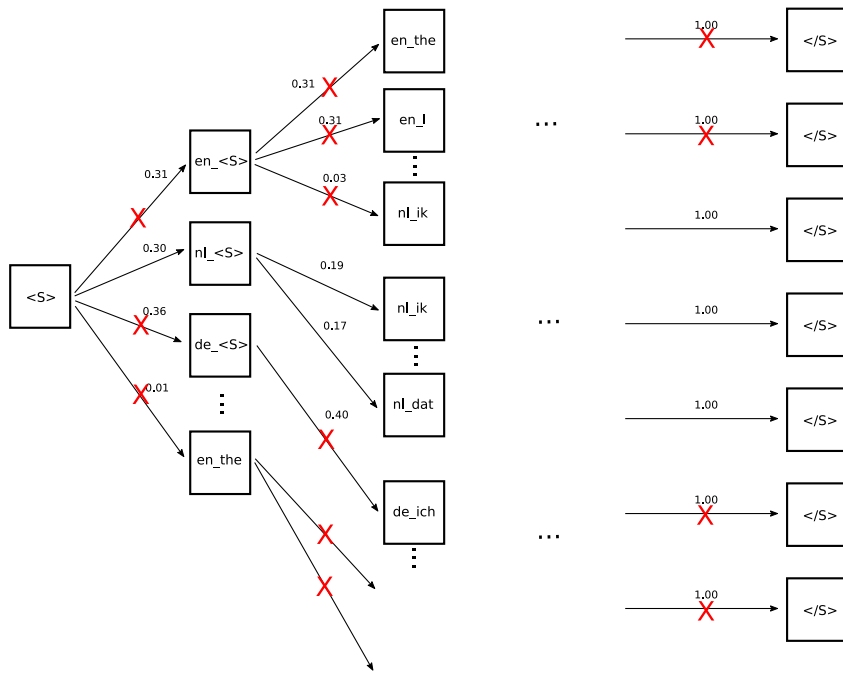 en_the
1.00
</S>
0.31
en_I
...
1.00
</S>
0.31
en_<S>
0.31
0.03
nl_ik
1.00
</S>
nl_<S>
0.30
0.19
<S>
nl_ik
...
1.00
</S>
0.36
de_<S>
0.17
0.01
nl_dat
1.00
</S>
en_the
0.40
de_ich
...
1.00
</S>
1.00
</S>